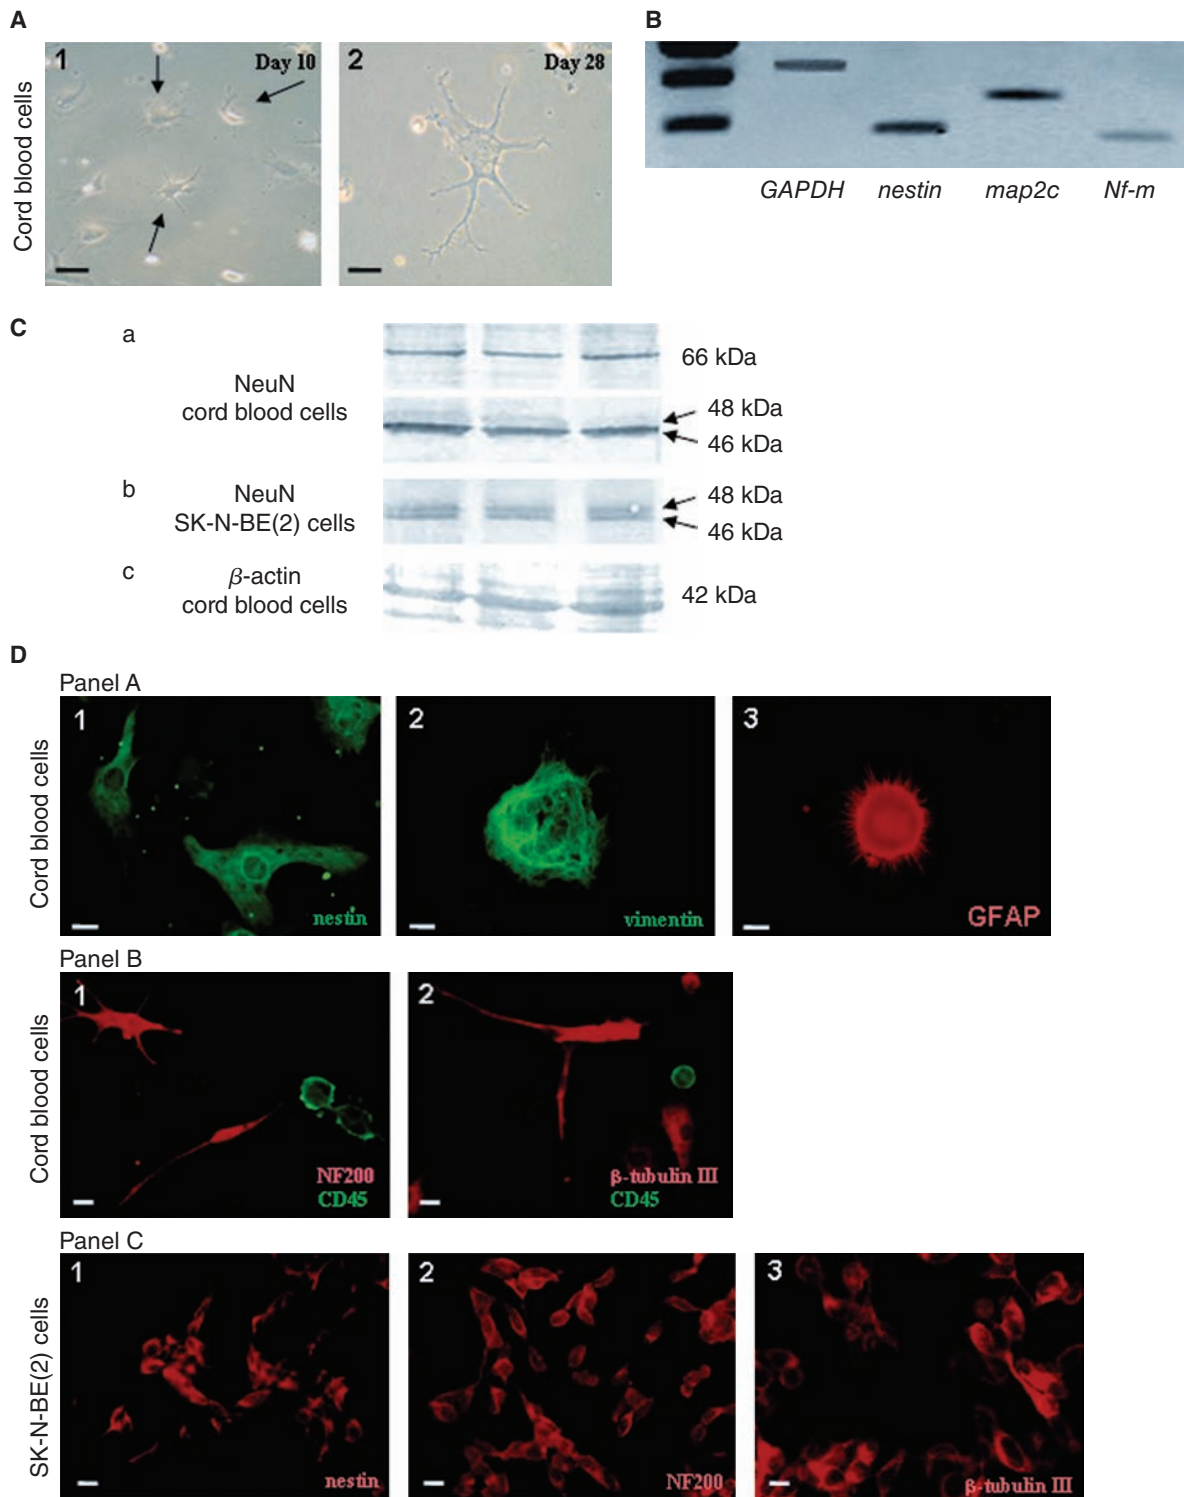 A
B
1
Day 10
2
Day 28
Cord blood cells
GAPDH nestin map2c Nf-m
C
a
NeuN
cord blood cells
66 kDa
48 kDa
46 kDa
b
NeuN
SK-N-BE(2) cells
48 kDa
46 kDa
c
β-actin
cord blood cells
42 kDa
D
Panel A
Cord blood cells
1
nestin
2
vimentin
3
GFAP
Panel B
Cord blood cells
1
NF200
CD45
2
β-tubulin III
CD45
Panel C
SK-N-BE(2) cells
1
nestin
2
NF200
3
β-tubulin III